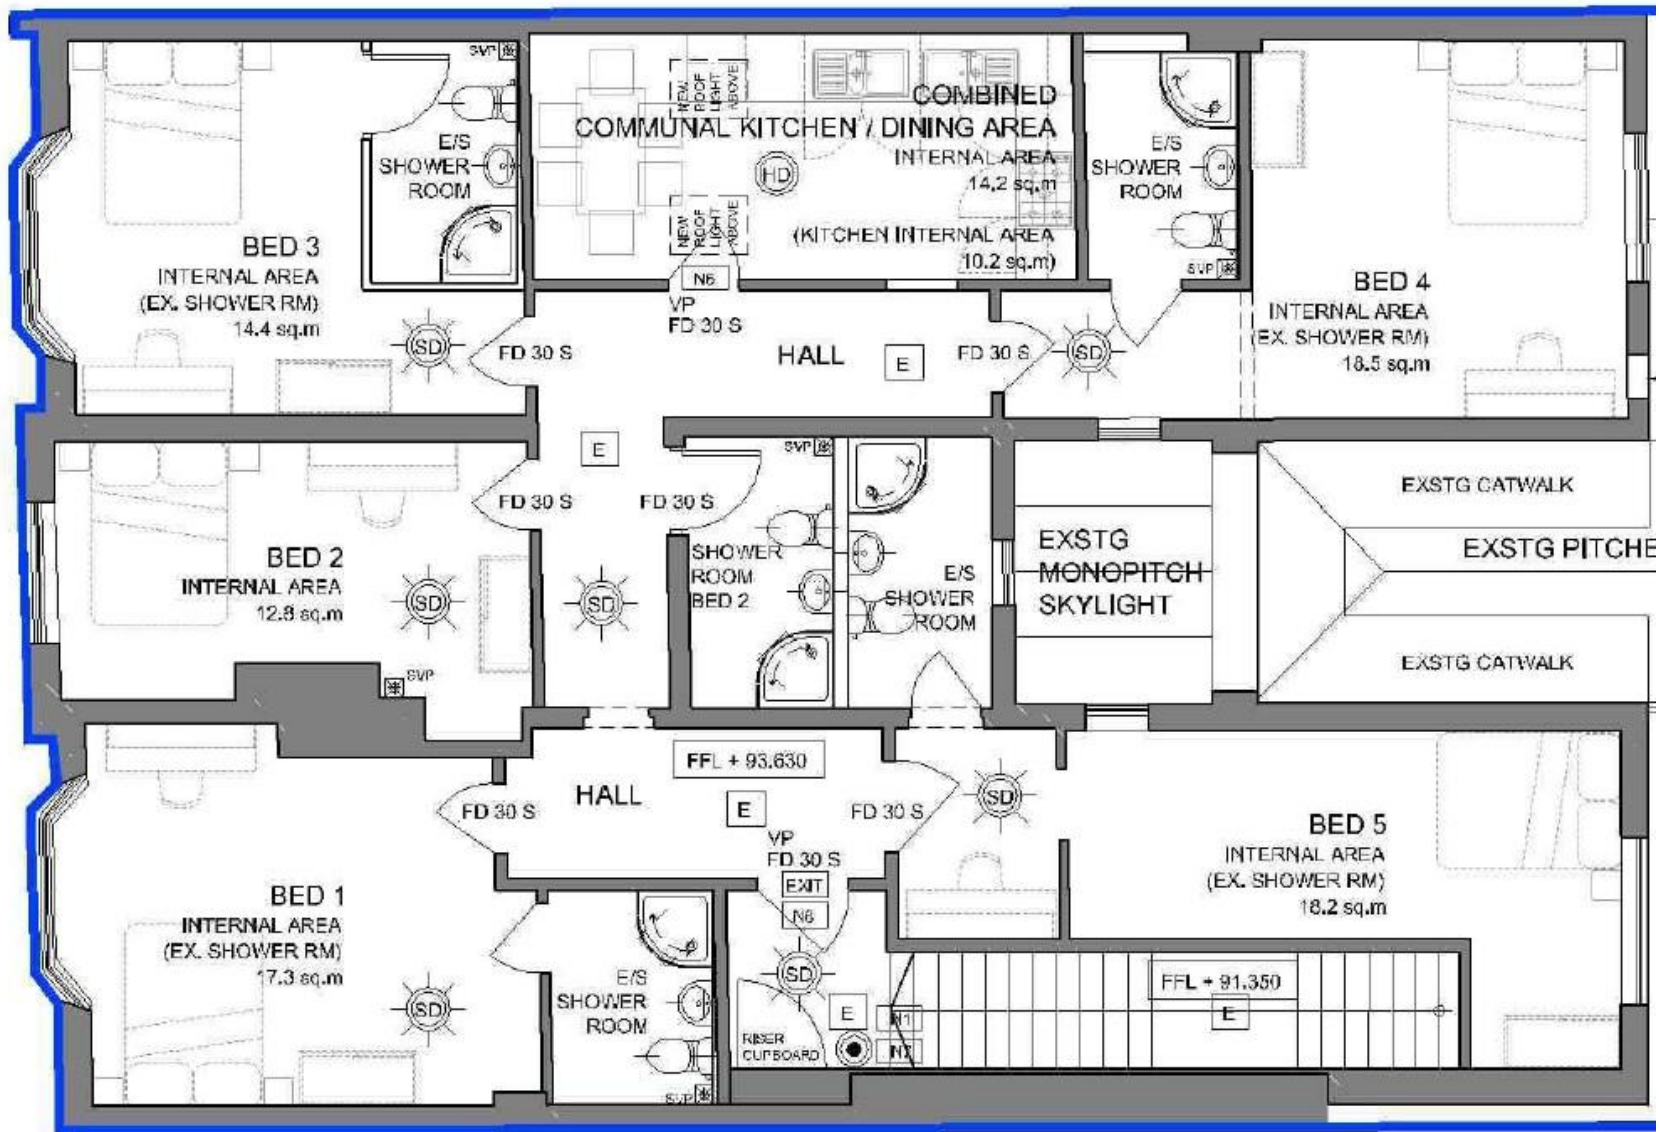 SVP
E/S
SHOWER
ROOM
BED 3
INTERNAL AREA
(EX. SHOWER RM)
14.4 sq.m
SD
FD 30 S
NEW
ROOF
LIGHT
ABOVE
COMBINED
COMMUNAL KITCHEN / DINING AREA
INTERNAL AREA
14.2 sq.m
HD
NEW
ROOF
LIGHT
ABOVE
(KITCHEN INTERNAL AREA
10.2 sq.m)
N6
VP
FD 30 S
HALL
E
FD 30 S
SD
E/S
SHOWER
ROOM
SVP
BED 4
INTERNAL AREA
(EX. SHOWER RM)
18.5 sq.m
BED 2
INTERNAL AREA
12.8 sq.m
SD
SVP
FD 30 S
E
SD
FD 30 S
SVP
SHOWER
ROOM
BED 2
E/S
SHOWER
ROOM
EXSTG
MONOPITCH
SKYLIGHT
EXSTG CATWALK
EXSTG PITCHE
EXSTG CATWALK
FFL + 93.630
HALL
FD 30 S
E
FD 30 S
SD
VP
FD 30 S
EXIT
N6
SD
BED 1
INTERNAL AREA
(EX. SHOWER RM)
17.3 sq.m
SD
E/S
SHOWER
ROOM
SVP
RISER
CUPBOARD
E
N1
FFL + 91.350
E
BED 5
INTERNAL AREA
(EX. SHOWER RM)
18.2 sq.m